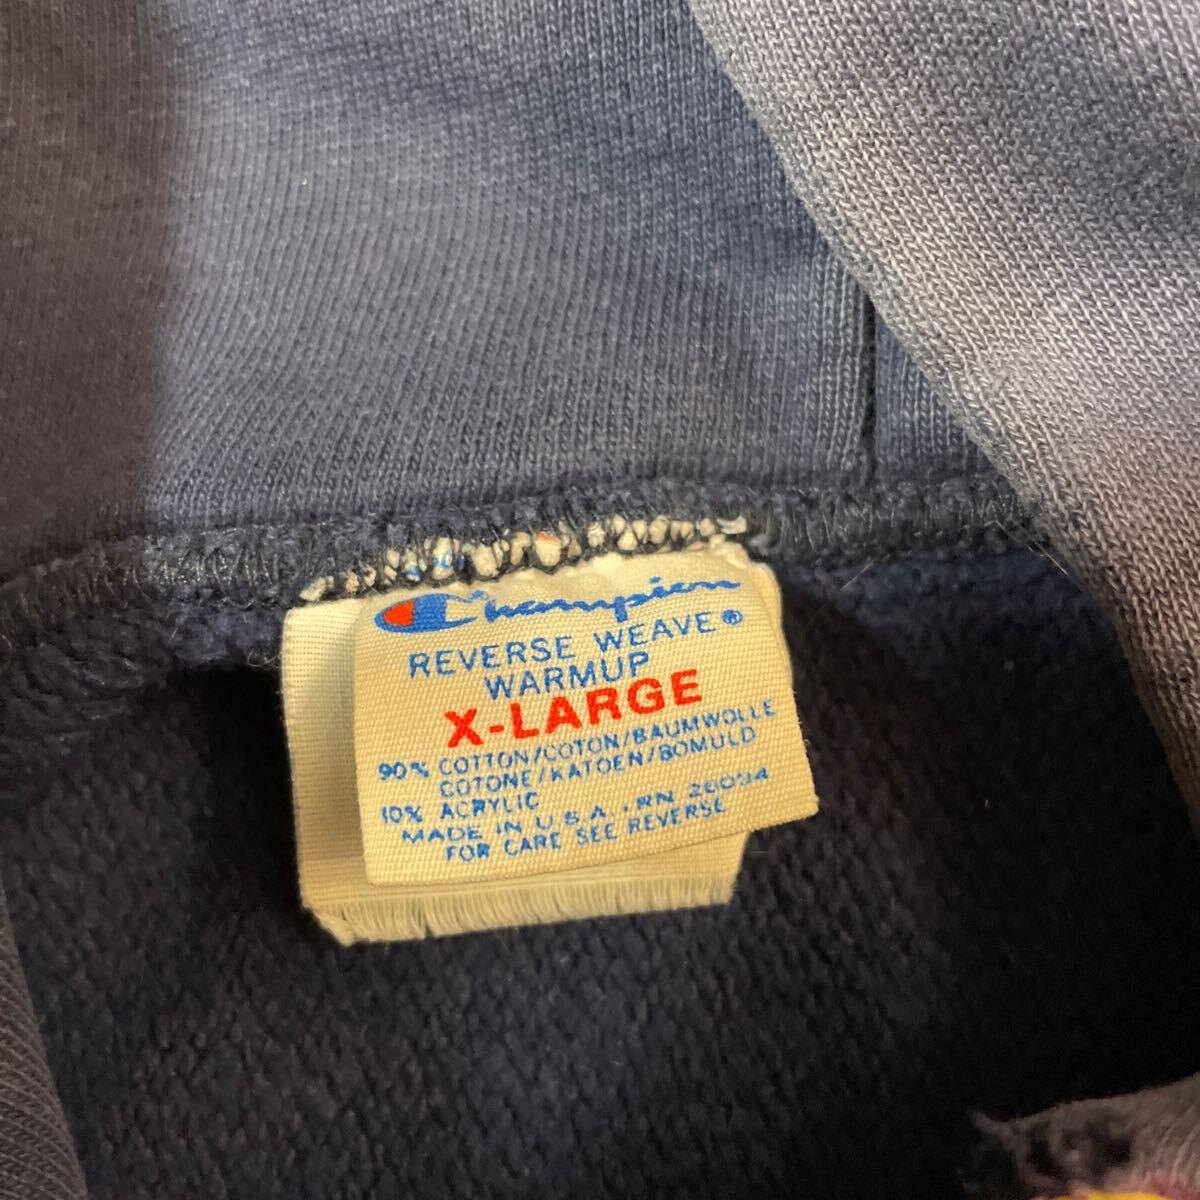 Champion
REVERSE WEAVE®
WARMUP
X-LARGE
90% COTTON/COTON/BAUMWOLLE
COTONE/KATOEN/BOMULD
10% ACRYLIC
MADE IN U.S.A. RN 26094
FOR CARE SEE REVERSE